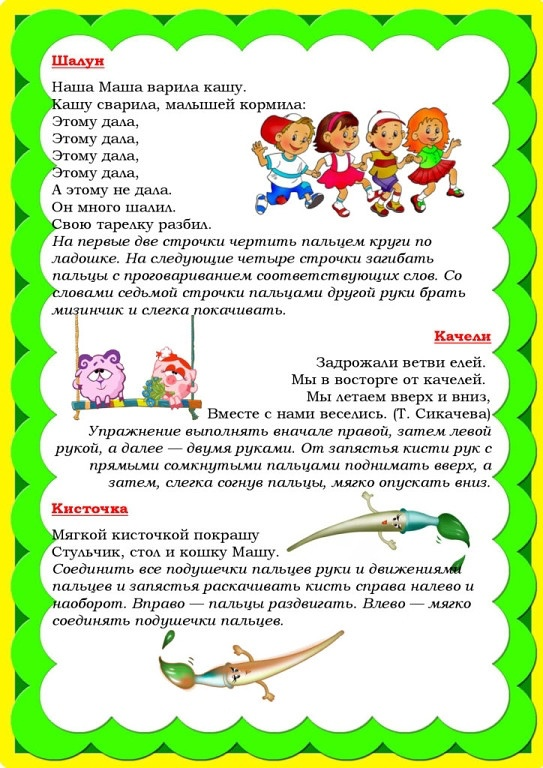 Шалун
Наша Маша варила кашу.
Кашу сварила, малышей кормила:
Этому дала,
Этому дала,
Этому дала,
Этому дала,
А этому не дала.
Он много шалил.
Свою тарелку разбил.
На первые две строчки чертить пальцем круги по
ладошке. На следующие четыре строчки загибать
пальцы с проговариванием соответствующих слов. Со
словами седьмой строчки пальцами другой руки брать
мизинчик и слегка покачивать.
Качели
Задрожали ветви елей.
Мы в восторге от качелей.
Мы летаем вверх и вниз,
Вместе с нами веселись. (Т. Сикачева)
Упражнение выполнять вначале правой, затем левой
рукой, а далее — двумя руками. От запястья кисти рук с
прямыми сомкнутыми пальцами поднимать вверх, а
затем, слегка согнув пальцы, мягко опускать вниз.
Кисточка
Мягкой кисточкой покрашу
Стульчик, стол и кошку Машу.
Соединить все подушечки пальцев руки и движениями
пальцев и запястья раскачивать кисть справа налево и
наоборот. Вправо — пальцы раздвигать. Влево — мягко
соединять подушечки пальцев.